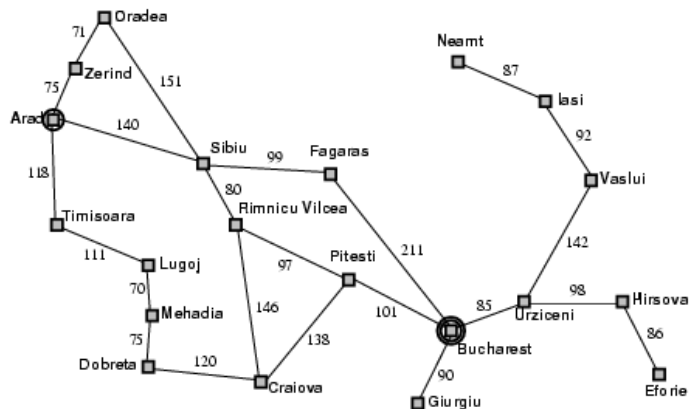 Oradea
71
Neamt
Zerind
87
75
151
Iasi
Arad
140
92
Sibiu
99
Fagaras
118
80
Vaslui
Timisoara
Rimnicu Vilcea
111
211
142
Lugoj
97
Pitesti
70
98
Hirsova
146
101
85
Mehadia
Urziceni
138
86
75
Bucharest
Dobreta
120
90
Craiova
Eforie
Giurgiu